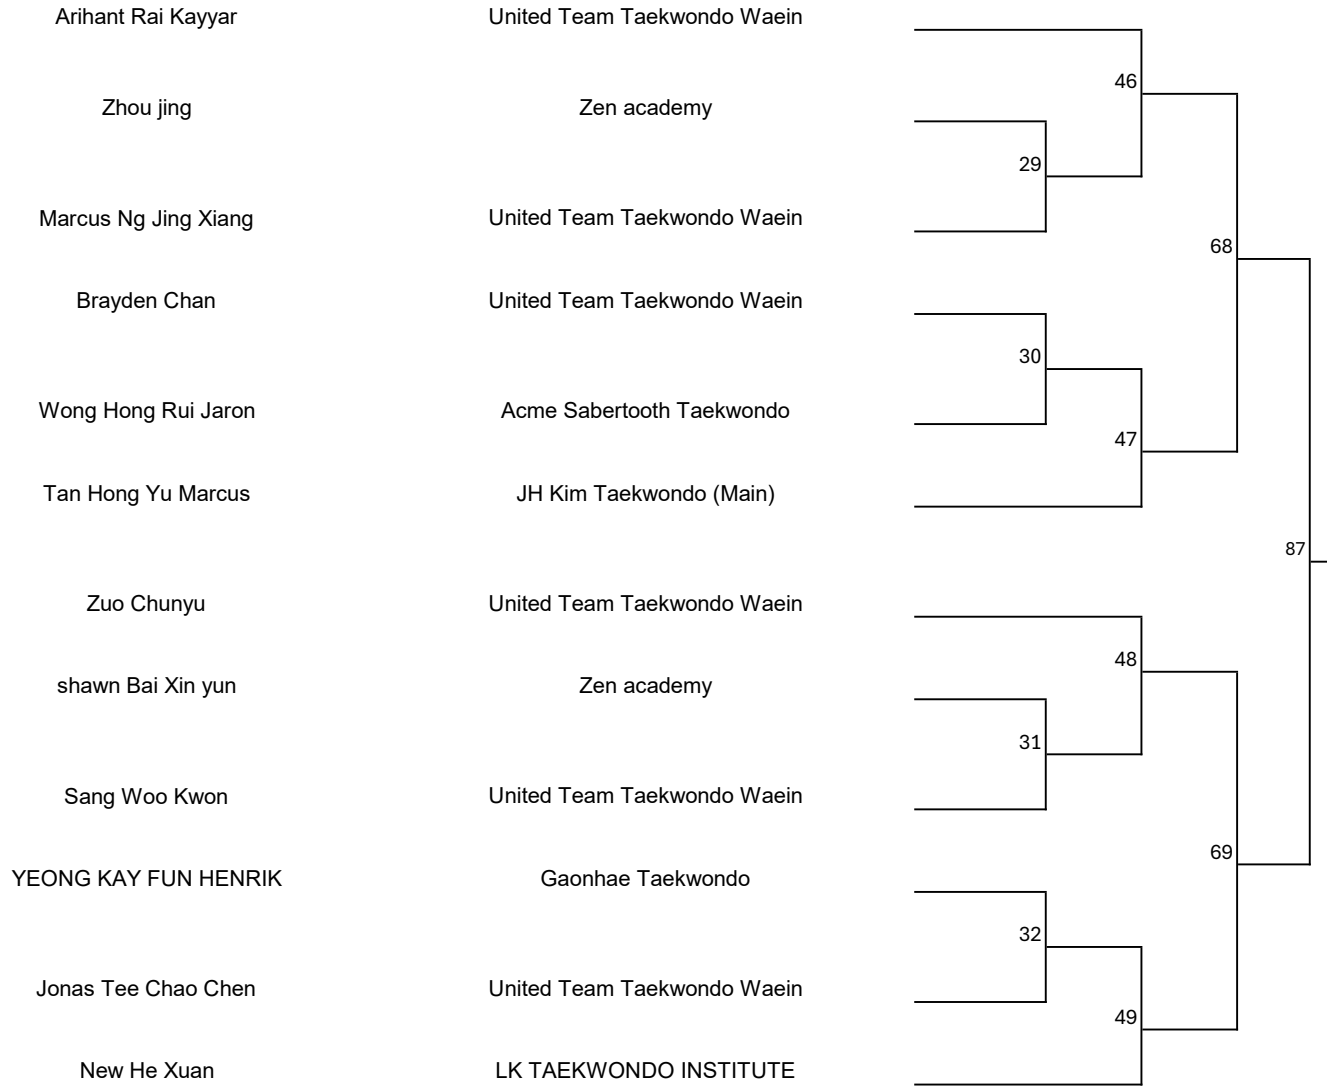 Arihant Rai Kayyar United Team Taekwondo Waein
46
Zhou jing Zen academy
29
Marcus Ng Jing Xiang United Team Taekwondo Waein
68
Brayden Chan United Team Taekwondo Waein
30
Wong Hong Rui Jaron Acme Sabertooth Taekwondo
47
Tan Hong Yu Marcus JH Kim Taekwondo (Main)
87
Zuo Chunyu United Team Taekwondo Waein
48
shawn Bai Xin yun Zen academy
31
Sang Woo Kwon United Team Taekwondo Waein
69
YEONG KAY FUN HENRIK Gaonhae Taekwondo
32
Jonas Tee Chao Chen United Team Taekwondo Waein
49
New He Xuan LK TAEKWONDO INSTITUTE